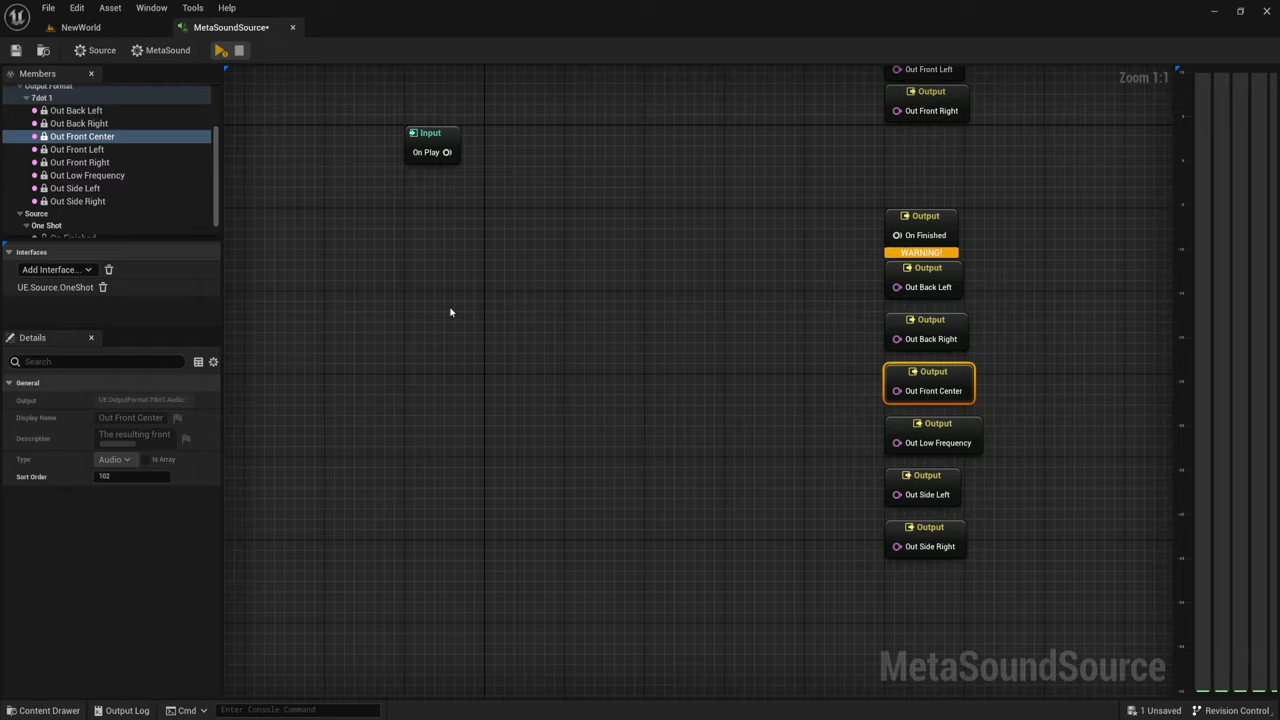 File Edit Asset Window Tools Help
NewWorld
MetaSoundSource•
Source
MetaSound
Members
Output Format
7dot 1
Out Back Left
Out Back Right
Out Front Center
Out Front Left
Out Front Right
Out Low Frequency
Out Side Left
Out Side Right
Source
One Shot
On Finished
Interfaces
Add Interface...
UE.Source.OneShot
Details
Search
General
Output UE.OutputFormat.7dot1.Audio:
Display Name Out Front Center
Description The resulting front
Type Audio Is Array
Sort Order 102
Zoom 1:1
Out Front Left
Output
Out Front Right
Input
On Play
Output
On Finished
WARNING!
Output
Out Back Left
Output
Out Back Right
Output
Out Front Center
Output
Out Low Frequency
Output
Out Side Left
Output
Out Side Right
MetaSoundSource
Content Drawer
Output Log
Cmd
Enter Console Command
1 Unsaved
Revision Control